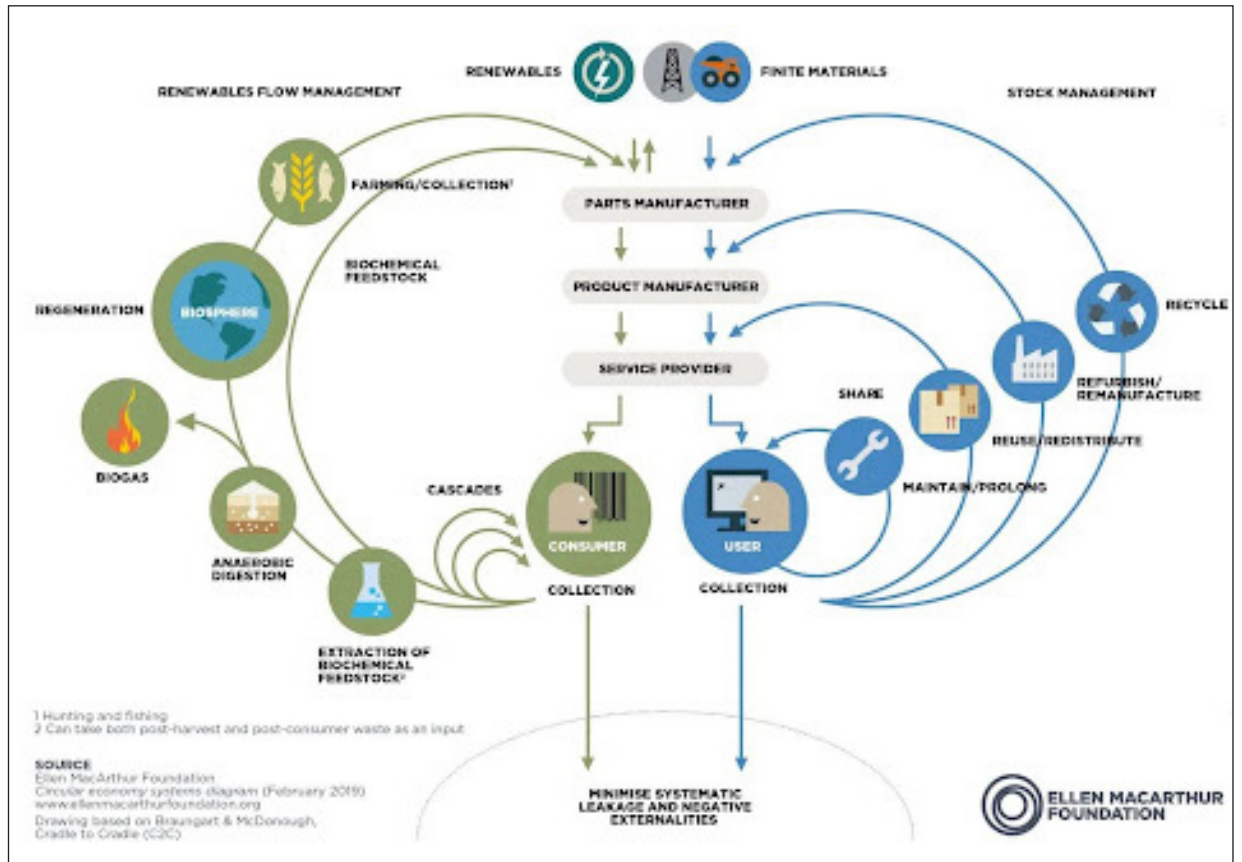 RENEWABLES
FINITE MATERIALS
RENEWABLES FLOW MANAGEMENT
STOCK MANAGEMENT
FARMING/COLLECTION¹
PARTS MANUFACTURER
BIOCHEMICAL
FEEDSTOCK
PRODUCT MANUFACTURER
REGENERATION
BIOSPHERE
RECYCLE
SERVICE PROVIDER
REFURBISH/
REMANUFACTURE
SHARE
REUSE/REDISTRIBUTE
BIOGAS
CASCADES
MAINTAIN/PROLONG
CONSUMER
USER
ANAEROBIC
DIGESTION
COLLECTION
COLLECTION
EXTRACTION OF
BIOCHEMICAL
FEEDSTOCK²
1 Hunting and fishing
2 Can take both post-harvest and post-consumer waste as an input
SOURCE
Ellen MacArthur Foundation
Circular economy systems diagram (February 2019)
www.ellenmacarthurfoundation.org
Drawing based on Braungart & McDonough,
Cradle to Cradle (C2C)
MINIMISE SYSTEMATIC
LEAKAGE AND NEGATIVE
EXTERNALITIES
ELLEN MACARTHUR
FOUNDATION